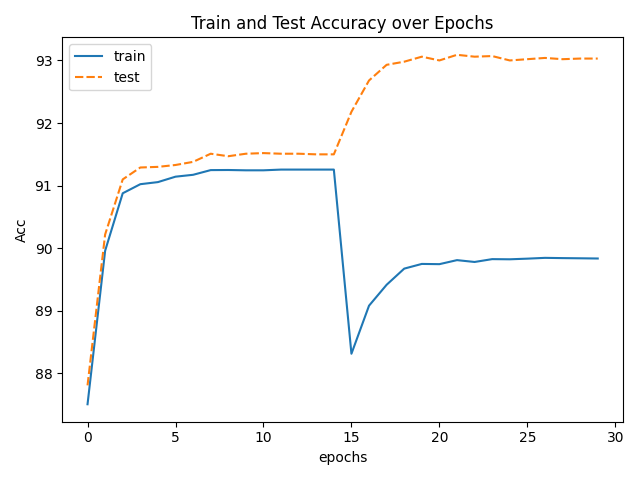 Train and Test Accuracy over Epochs
train
test
93
92
91
90
89
88
Acc
0 5 10 15 20 25 30
epochs